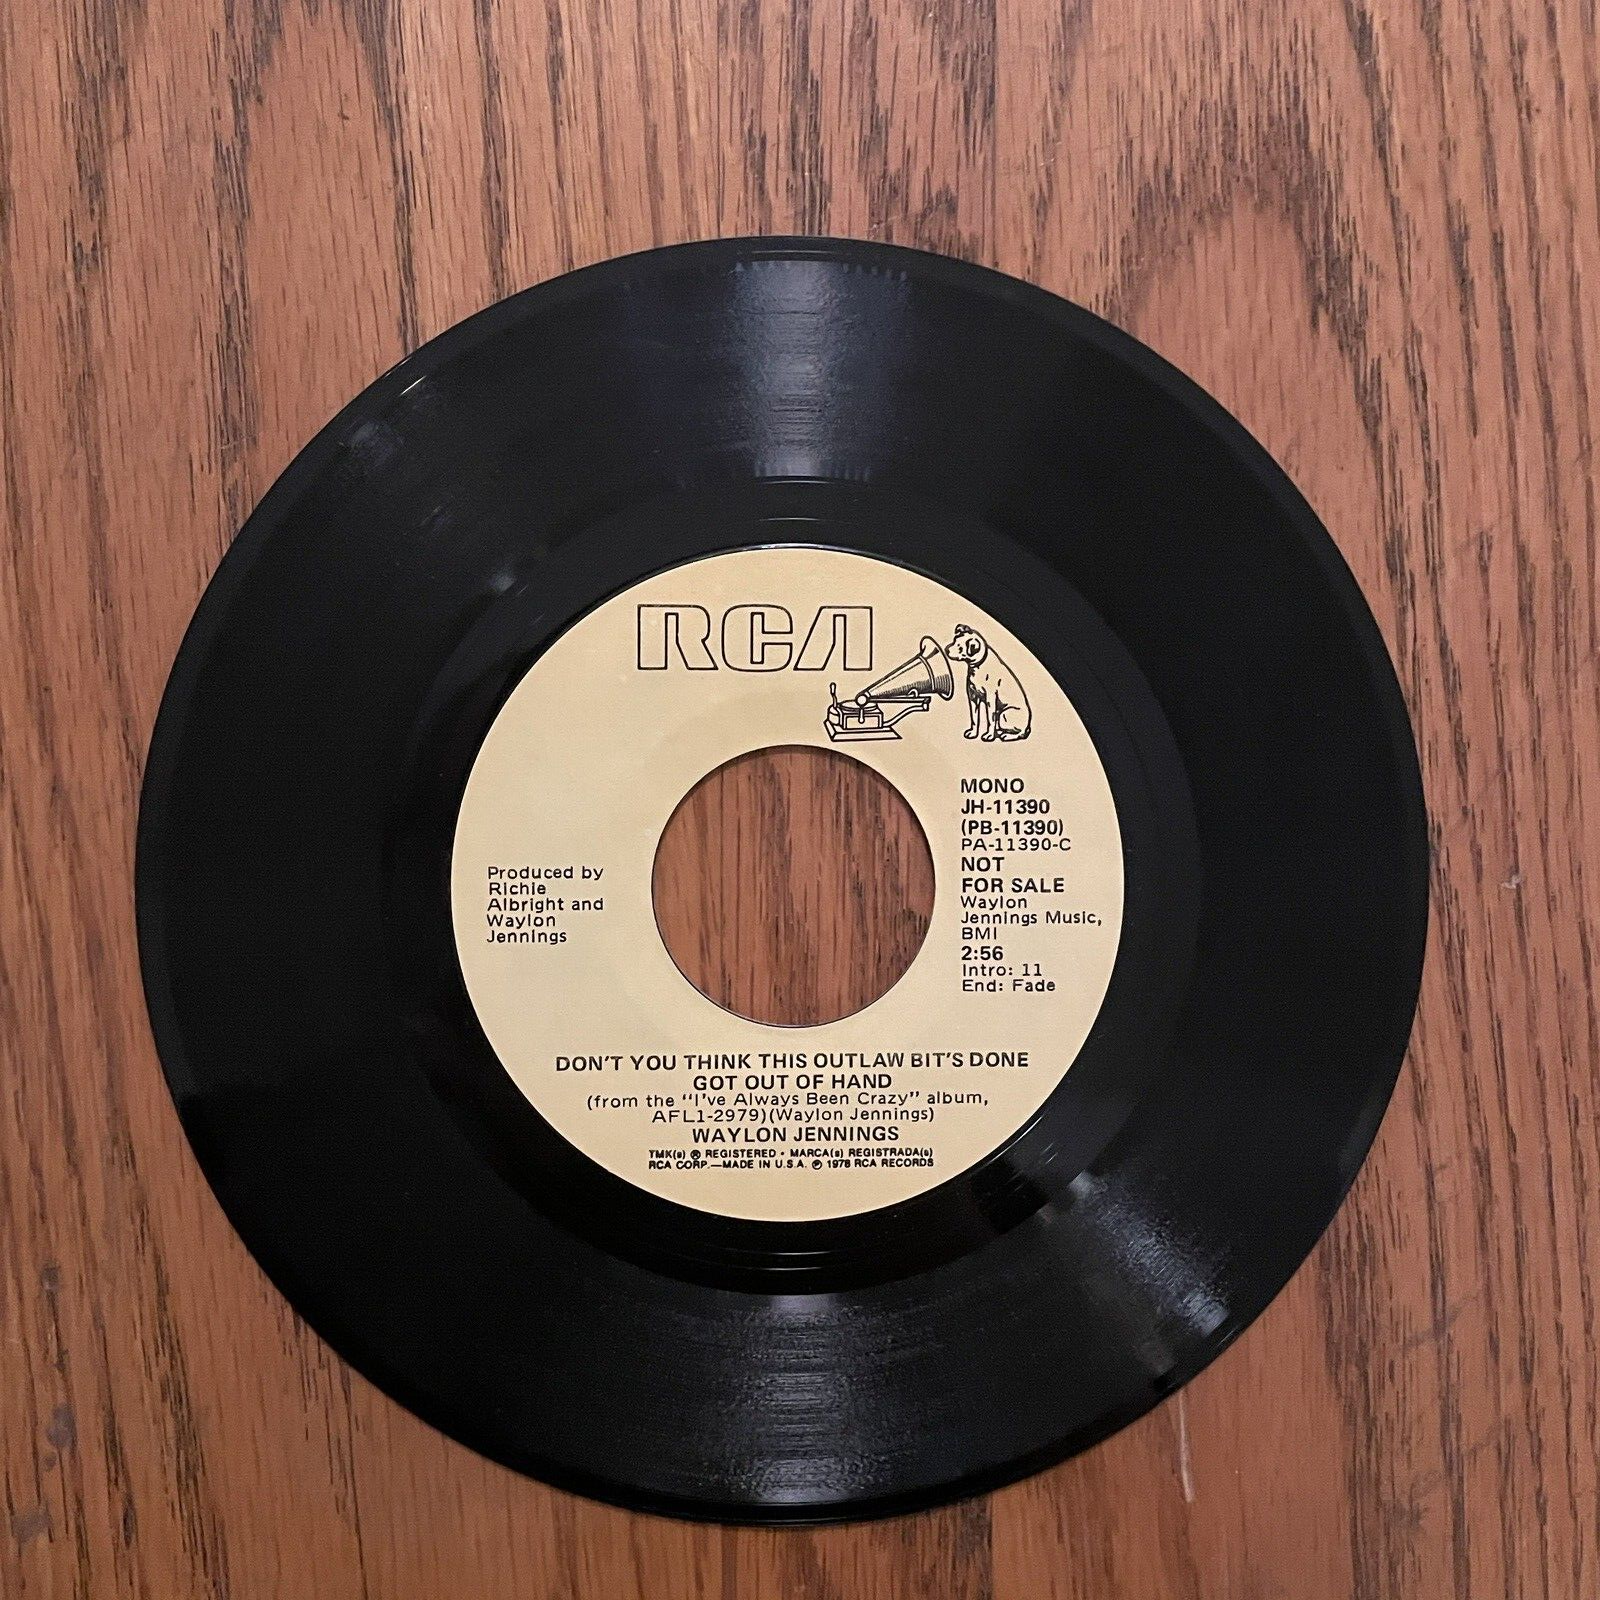 RCA
MONO
JH-11390
(PB-11390)
PA-11390-C
NOT
FOR SALE
Waylon
Jennings Music,
BMI
2:56
Intro: 11
End: Fade
Produced by
Richie
Albright and
Waylon
Jennings
DON'T YOU THINK THIS OUTLAW BIT'S DONE
GOT OUT OF HAND
(from the "I've Always Been Crazy" album,
AFL1-2979)(Waylon Jennings)
WAYLON JENNINGS
TMK(s) ® REGISTERED • MARCA(s) REGISTRADA(s)
RCA CORP.—MADE IN U.S.A. ℗ 1978 RCA RECORDS